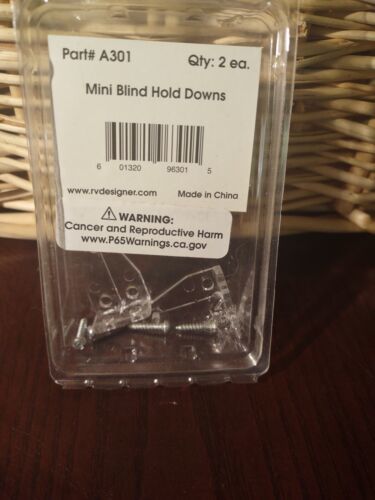 Part# A301 Qty: 2 ea.
Mini Blind Hold Downs
6 01320 96301 5
www.rvdesigner.com Made in China
WARNING:
Cancer and Reproductive Harm
www.P65Warnings.ca.gov